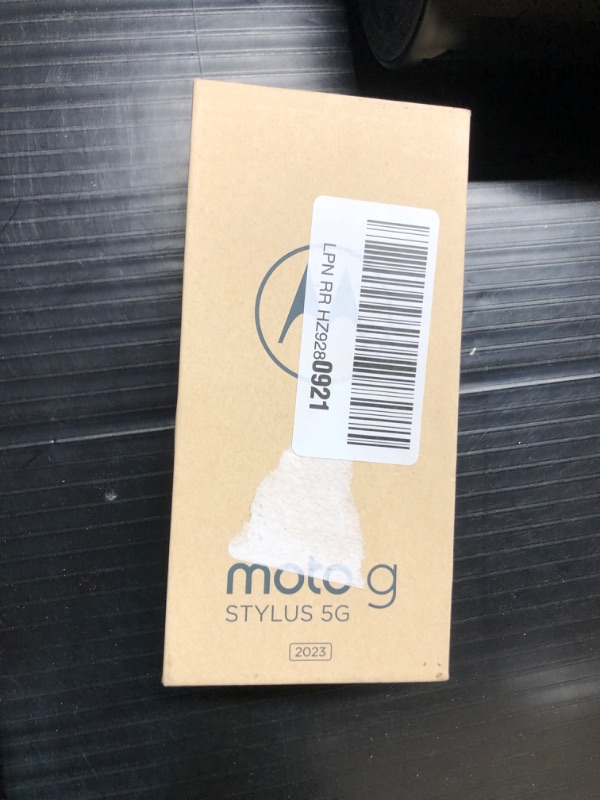 LPN RR HZ9280921
moto g
STYLUS 5G
2023